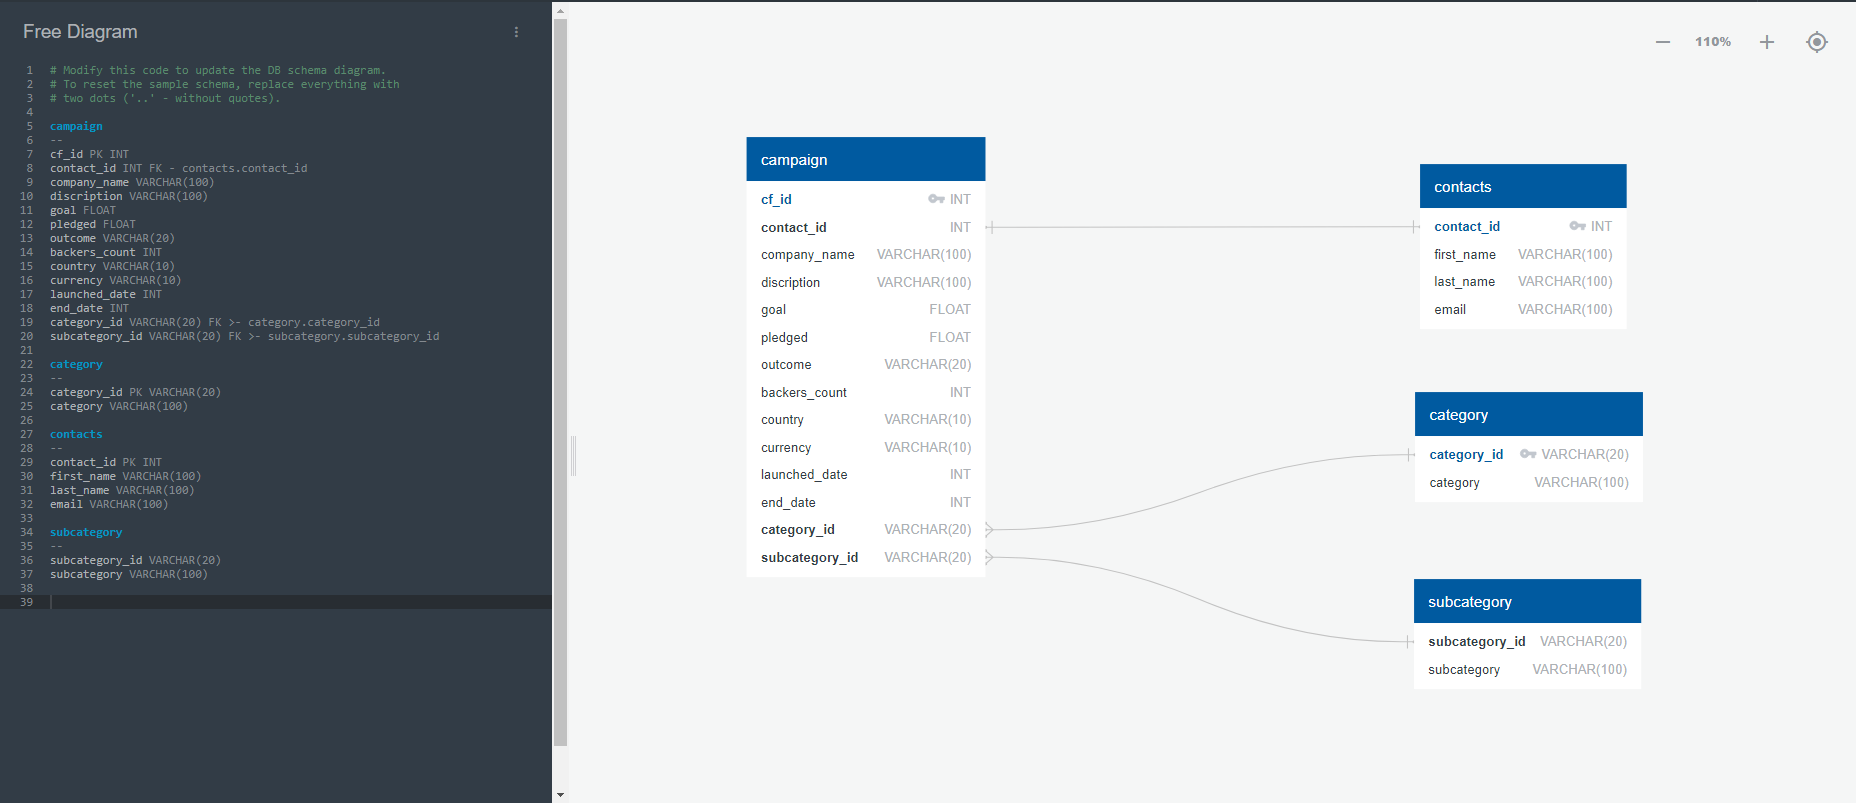 Free Diagram
1 # Modify this code to update the DB schema diagram.
2 # To reset the sample schema, replace everything with
3 # two dots ('..' - without quotes).
4
5 campaign
6 --
7 cf_id PK INT
8 contact_id INT FK - contacts.contact_id
9 company_name VARCHAR(100)
10 discription VARCHAR(100)
11 goal FLOAT
12 pledged FLOAT
13 outcome VARCHAR(20)
14 backers_count INT
15 country VARCHAR(10)
16 currency VARCHAR(10)
17 launched_date INT
18 end_date INT
19 category_id VARCHAR(20) FK >- category.category_id
20 subcategory_id VARCHAR(20) FK >- subcategory.subcategory_id
21
22 category
23 --
24 category_id PK VARCHAR(20)
25 category VARCHAR(100)
26
27 contacts
28 --
29 contact_id PK INT
30 first_name VARCHAR(100)
31 last_name VARCHAR(100)
32 email VARCHAR(100)
33
34 subcategory
35 --
36 subcategory_id VARCHAR(20)
37 subcategory VARCHAR(100)
38
39
110%
campaign
cf_id INT
contact_id INT
company_name VARCHAR(100)
discription VARCHAR(100)
goal FLOAT
pledged FLOAT
outcome VARCHAR(20)
backers_count INT
country VARCHAR(10)
currency VARCHAR(10)
launched_date INT
end_date INT
category_id VARCHAR(20)
subcategory_id VARCHAR(20)
contacts
contact_id INT
first_name VARCHAR(100)
last_name VARCHAR(100)
email VARCHAR(100)
category
category_id VARCHAR(20)
category VARCHAR(100)
subcategory
subcategory_id VARCHAR(20)
subcategory VARCHAR(100)